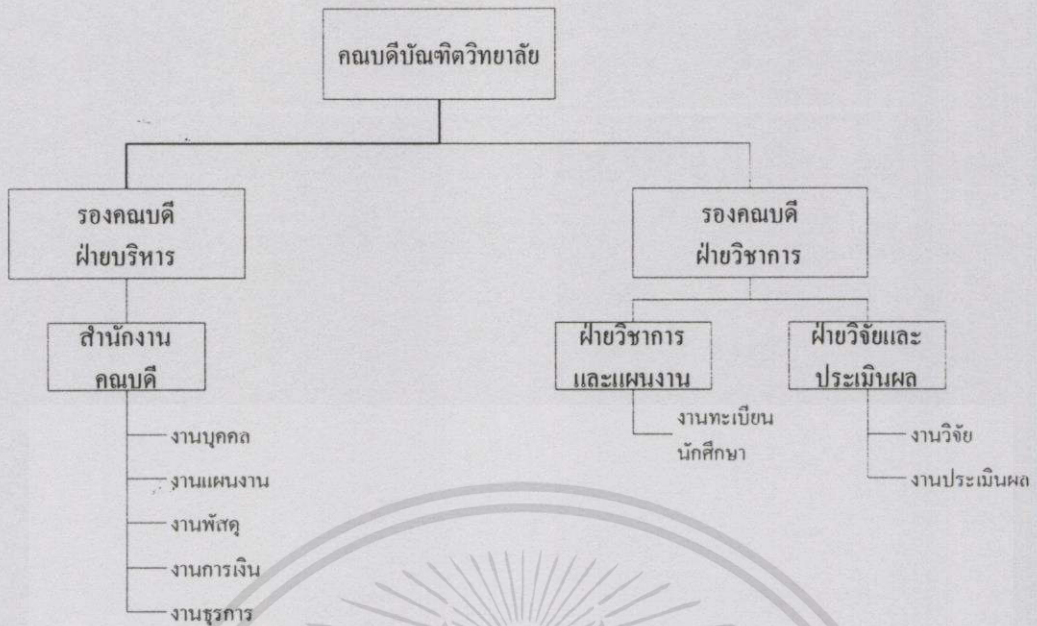 คณบดีบัณฑิตวิทยาลัย
รองคณบดี
ฝ่ายบริหาร
รองคณบดี
ฝ่ายวิชาการ
สำนักงาน
คณบดี
ฝ่ายวิชาการ
และแผนงาน
ฝ่ายวิจัยและ
ประเมินผล
งานบุคคล
งานแผนงาน
งานพัสดุ
งานการเงิน
งานธุรการ
งานทะเบียน
นักศึกษา
งานวิจัย
งานประเมินผล